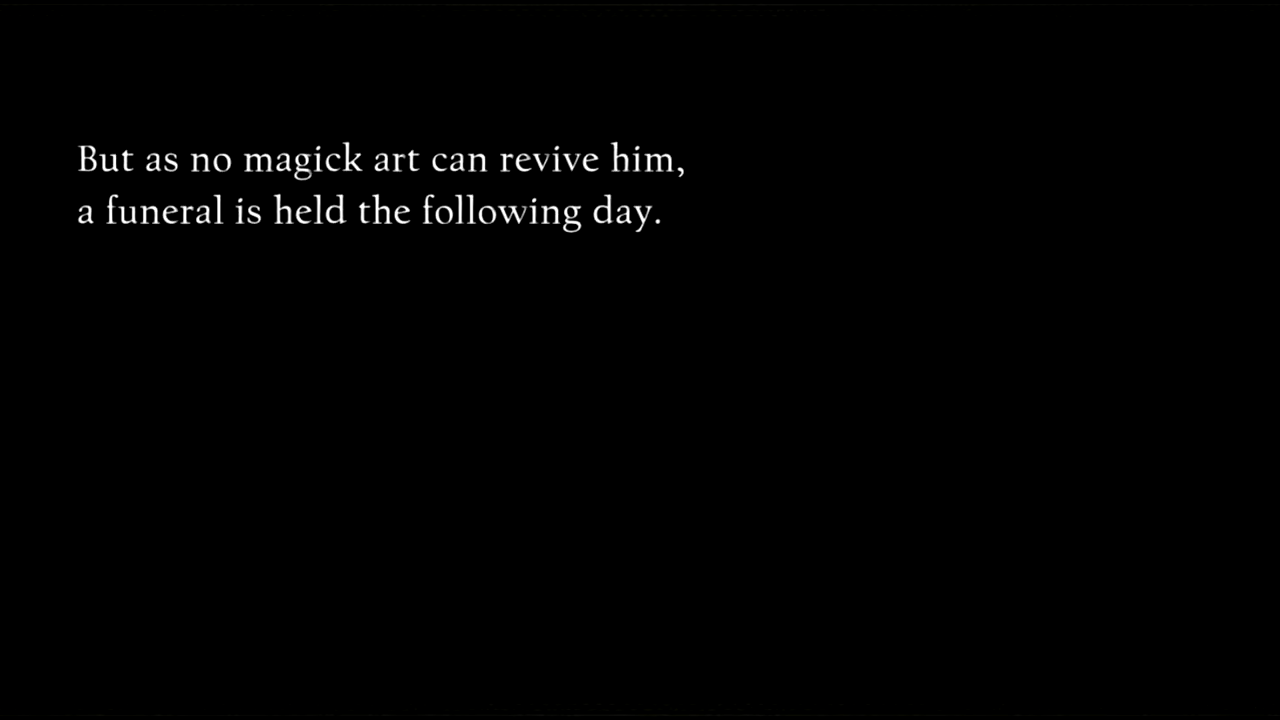 But as no magick art can revive him,
a funeral is held the following day.